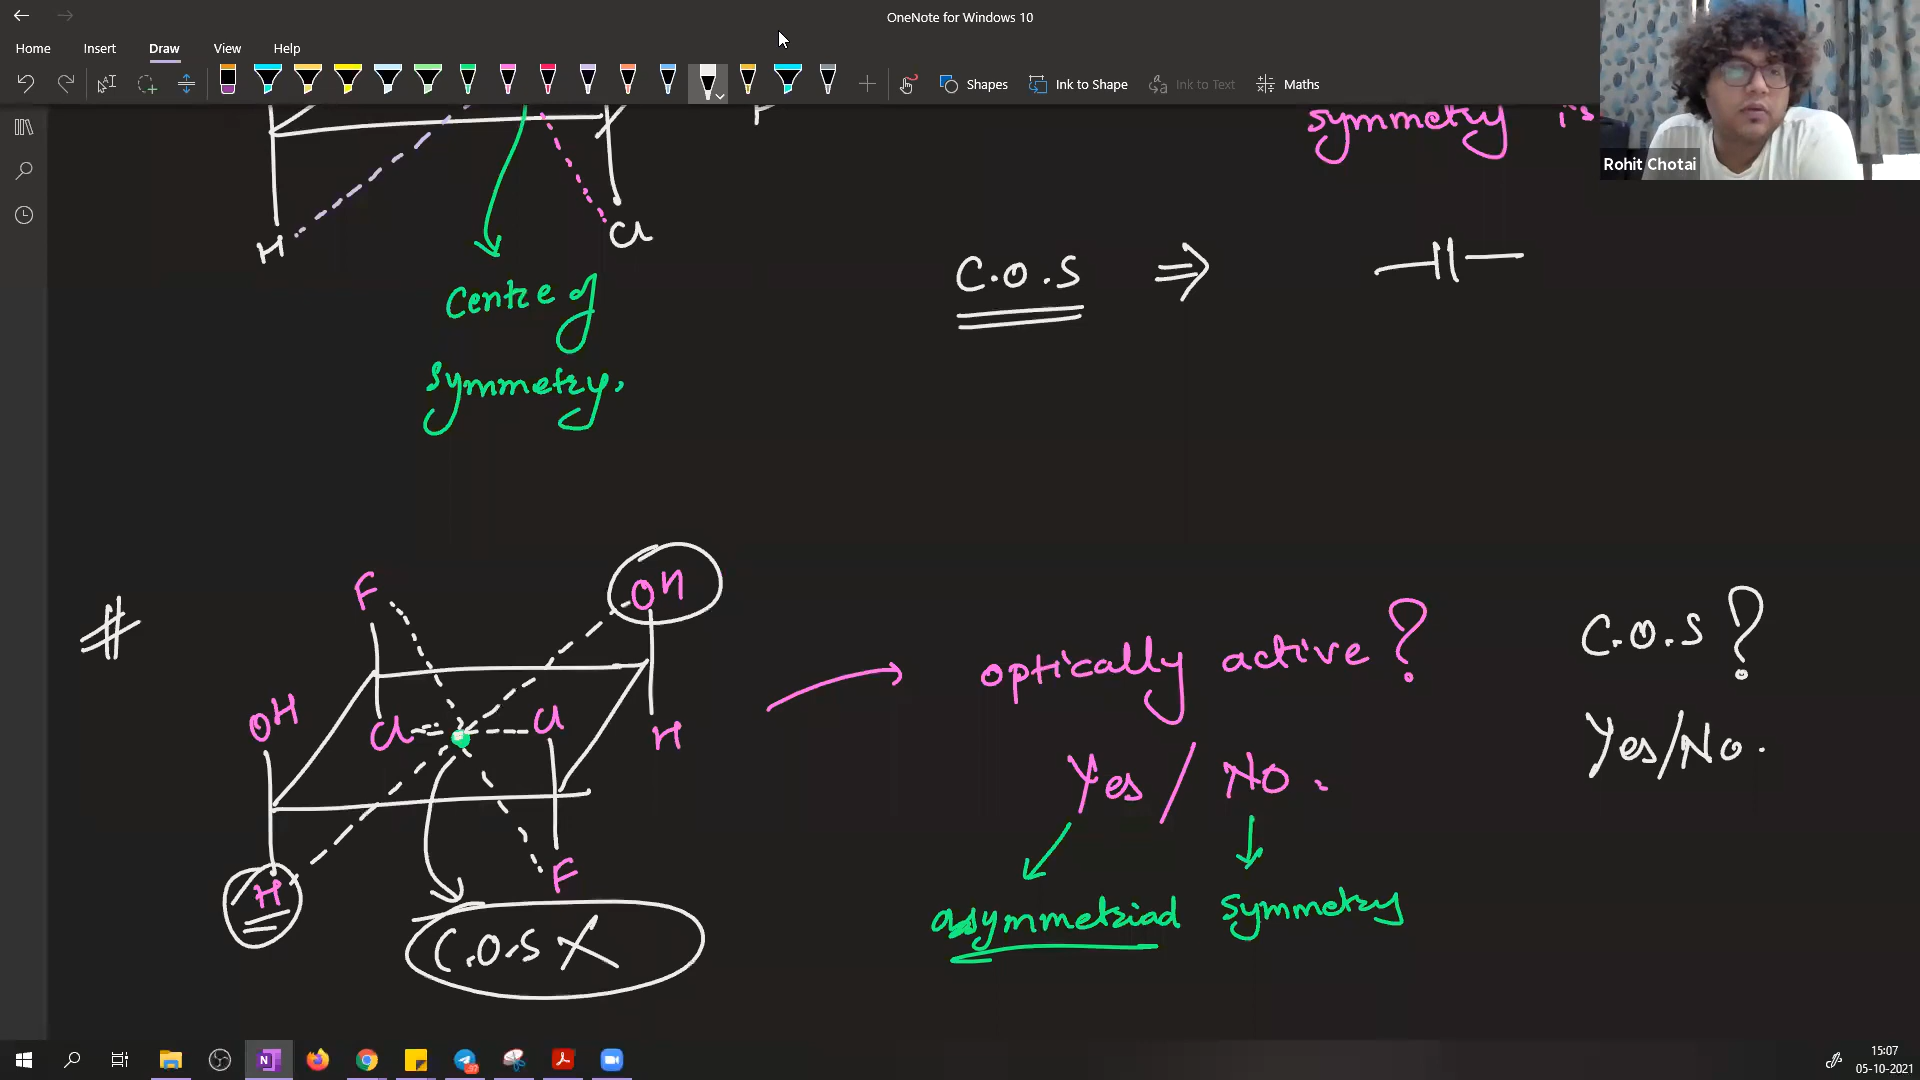 OneNote for Windows 10
Home Insert Draw View Help
Shapes Ink to Shape Ink to Text Maths
symmetry is
Rohit Chotai
H
Cl
Centre of
symmetry.
C.O.S ⇒
#
F
OH
OH
Cl Cl
H
H
F
C.O.S X
optically active?
Yes / No.
asymmetrical symmetry
C.O.S?
Yes/No.
15:07
05-10-2021